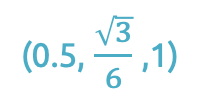 (0.5, √3/6 ,1)